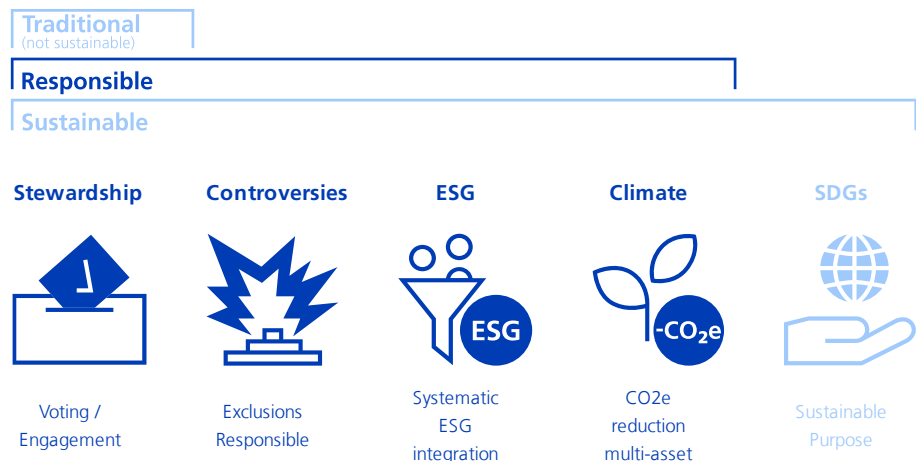 Traditional
(not sustainable)
Responsible
Sustainable
Stewardship
Controversies
ESG
Climate
SDGs
ESG
-CO₂e
Voting /
Engagement
Exclusions
Responsible
Systematic
ESG
integration
CO2e
reduction
multi-asset
Sustainable
Purpose